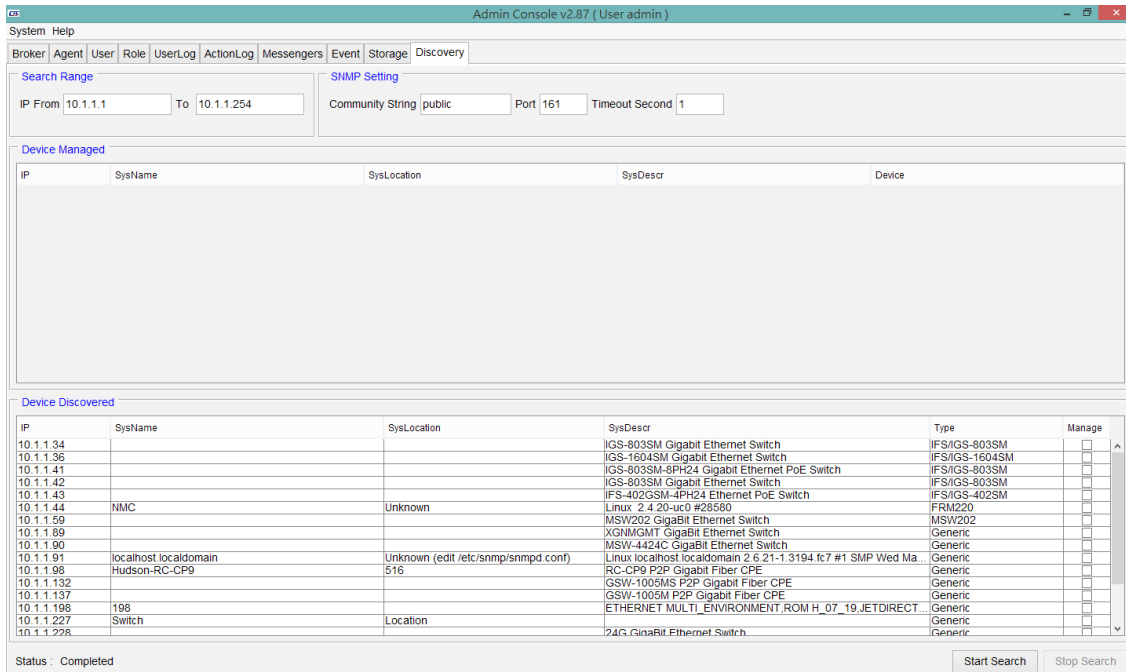 CTS
Admin Console v2.87 ( User admin )
System Help
Broker Agent User Role UserLog ActionLog Messengers Event Storage Discovery
Search Range
IP From 10.1.1.1 To 10.1.1.254
SNMP Setting
Community String public Port 161 Timeout Second 1
Device Managed
IP SysName SysLocation SysDescr Device
Device Discovered
IP SysName SysLocation SysDescr Type Manage
10.1.1.34 IGS-803SM Gigabit Ethernet Switch IFS/IGS-803SM
10.1.1.36 IGS-1604SM Gigabit Ethernet Switch IFS/IGS-1604SM
10.1.1.41 IGS-803SM-8PH24 Gigabit Ethernet PoE Switch IFS/IGS-803SM
10.1.1.42 IGS-803SM Gigabit Ethernet Switch IFS/IGS-803SM
10.1.1.43 IFS-402GSM-4PH24 Ethernet PoE Switch IFS/IGS-402SM
10.1.1.44 NMC Unknown Linux 2.4.20-uc0 #28580 FRM220
10.1.1.59 MSW202 GigaBit Ethernet Switch MSW202
10.1.1.89 XGNMGMT GigaBit Ethernet Switch Generic
10.1.1.90 MSW-4424C GigaBit Ethernet Switch Generic
10.1.1.91 localhost.localdomain Unknown (edit /etc/snmp/snmpd.conf) Linux localhost.localdomain 2.6.21-1.3194.fc7 #1 SMP Wed Ma... Generic
10.1.1.98 Hudson-RC-CP9 516 RC-CP9 P2P Gigabit Fiber CPE Generic
10.1.1.132 GSW-1005MS P2P Gigabit Fiber CPE Generic
10.1.1.137 GSW-1005M P2P Gigabit Fiber CPE Generic
10.1.1.198 198 ETHERNET MULTI_ENVIRONMENT,ROM H_07_19,JETDIRECT... Generic
10.1.1.227 Switch Location Generic
10.1.1.228 24G GigaBit Ethernet Switch Generic
Status : Completed
Start Search Stop Search